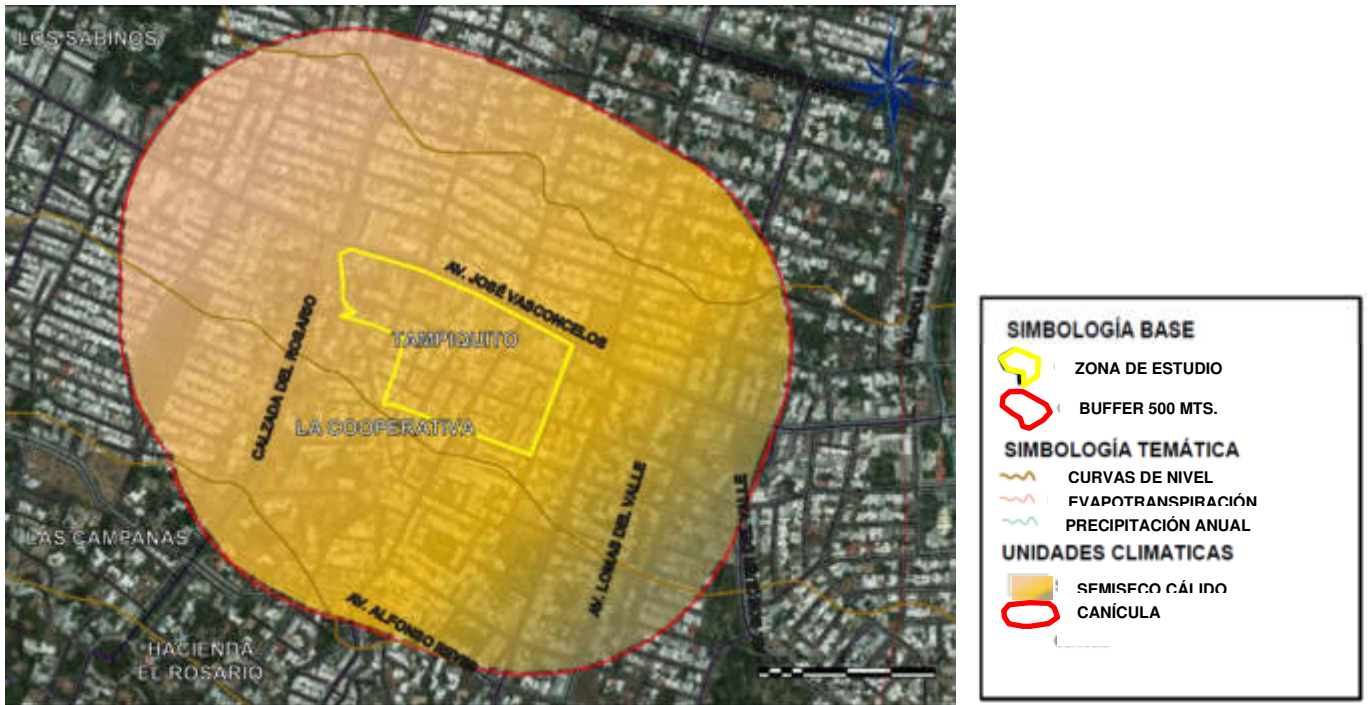 LOS SABINOS
CALZADA SAN PEDRO
AV. JOSÉ VASCONCELOS
TAMPIQUITO
CALZADA DEL ROSARIO
LA COOPERATIVA
AV. LOMAS DEL VALLE
DEL VALLE
LAS CAMPANAS
AV. ALFONSO REYES
HACIENDA
EL ROSARIO
SIMBOLOGÍA BASE
ZONA DE ESTUDIO
BUFFER 500 MTS.
SIMBOLOGÍA TEMÁTICA
CURVAS DE NIVEL
EVAPOTRANSPIRACIÓN
PRECIPITACIÓN ANUAL
UNIDADES CLIMATICAS
SEMISECO CÁLIDO
CANÍCULA